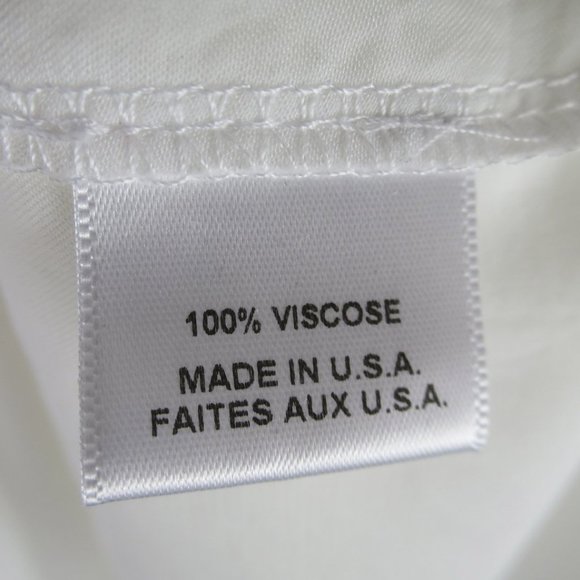 100% VISCOSE
MADE IN U.S.A.
FAITES AUX U.S.A.